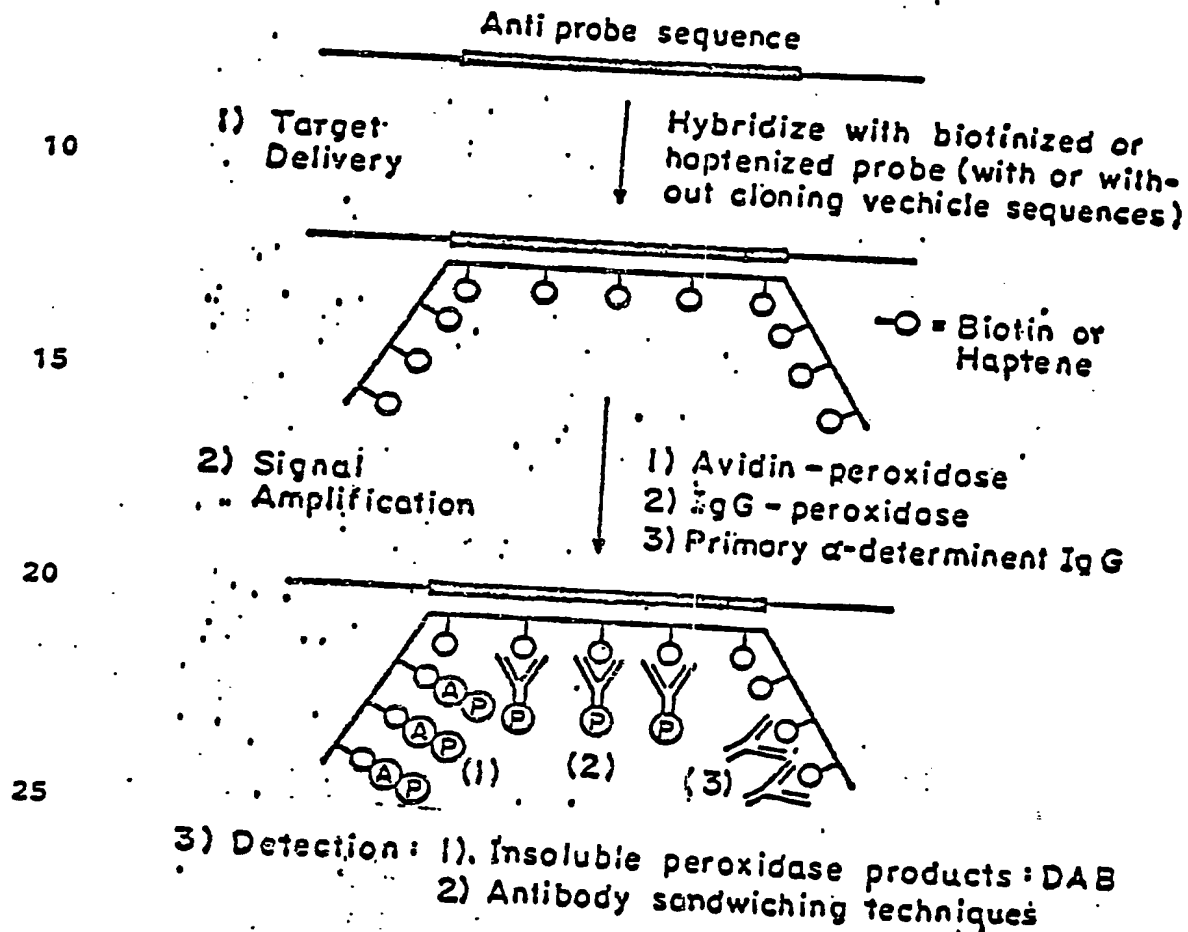 Anti probe sequence
10
1) Target
Delivery
Hybridize with biotinized or
haptenized probe (with or with-
out cloning vechicle sequences)
15
= Biotin or
Haptene
2) Signal
Amplification
1) Avidin-peroxidase
2) IgG-peroxidase
3) Primary α-determinent IgG
20
A P
A P
A P
P
P
P
(1)
(2)
(3)
25
3) Detection: 1). Insoluble peroxidase products: DAB
2) Antibody sandwiching techniques